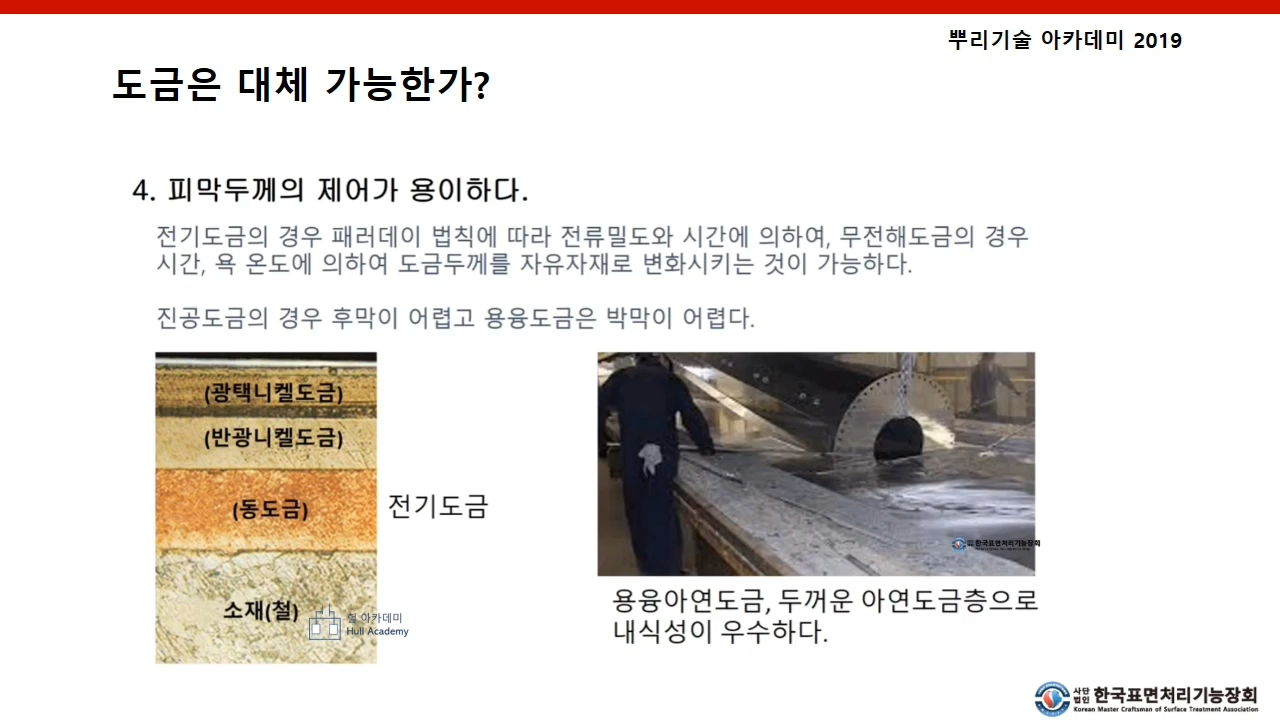 뿌리기술 아카데미 2019
도금은 대체 가능한가?
4. 피막두께의 제어가 용이하다.
전기도금의 경우 패러데이 법칙에 따라 전류밀도와 시간에 의하여, 무전해도금의 경우
시간, 욕 온도에 의하여 도금두께를 자유자재로 변화시키는 것이 가능하다.
진공도금의 경우 후막이 어렵고 용융도금은 박막이 어렵다.
(광택니켈도금)
(반광니켈도금)
(동도금)
전기도금
소재(철)
헐 아카데미
Hull Academy
한국표면처리기능장회
용융아연도금, 두꺼운 아연도금층으로
내식성이 우수하다.
사단법인 한국표면처리기능장회
Korean Master Craftsman of Surface Treatment Association